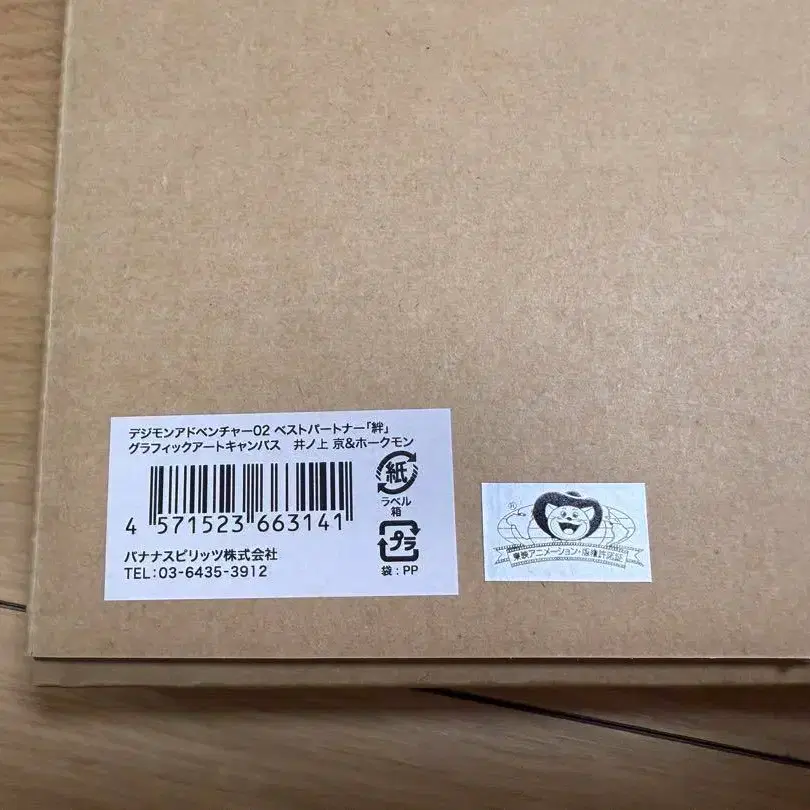 デジモンアドベンチャー02 ベストパートナー「絆」
グラフィックアートキャンバス 井ノ上 京&ホークモン
紙
ラベル
箱
4 571523 663141
プラ
袋：PP
バナナスピリッツ株式会社
TEL：03-6435-3912
®
東映アニメーション・版権許諾証